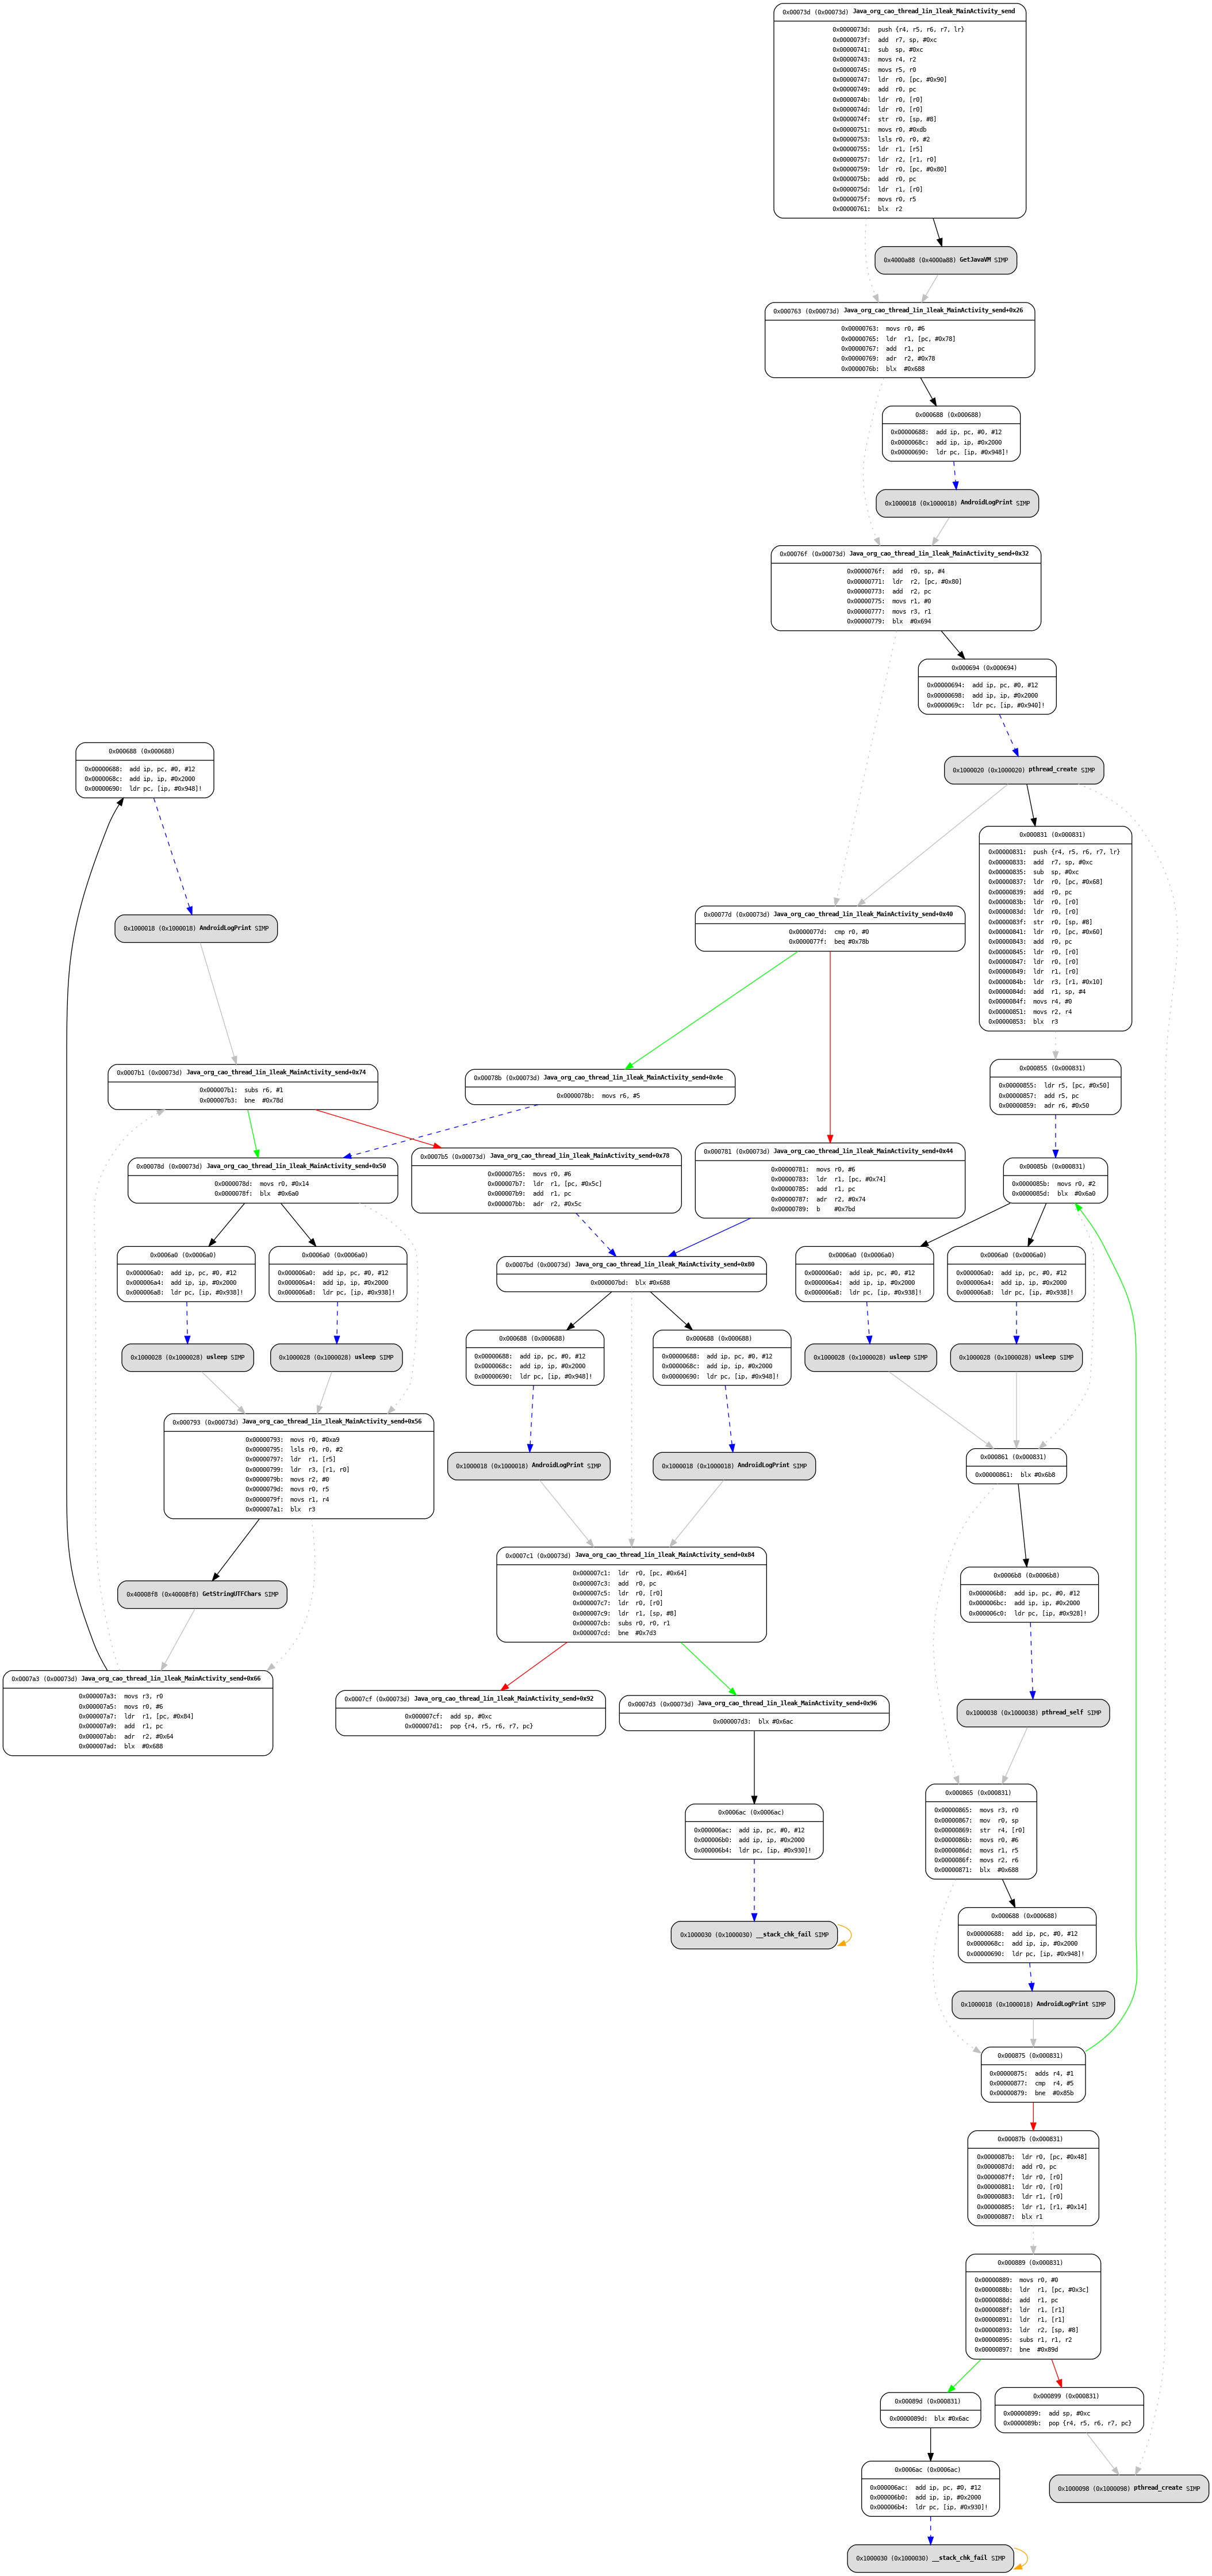 0x00073d (0x00073d) Java_org_cao_thread_1in_1leak_MainActivity_send
0x0000073d: push {r4, r5, r6, r7, lr}
0x0000073f: add r7, sp, #0xc
0x00000741: sub sp, #0xc
0x00000743: movs r4, r2
0x00000745: movs r5, r0
0x00000747: ldr r0, [pc, #0x90]
0x00000749: add r0, pc
0x0000074b: ldr r0, [r0]
0x0000074d: ldr r0, [r0]
0x0000074f: str r0, [sp, #8]
0x00000751: movs r0, #0xdb
0x00000753: lsls r0, r0, #2
0x00000755: ldr r1, [r5]
0x00000757: ldr r2, [r1, r0]
0x00000759: ldr r0, [pc, #0x80]
0x0000075b: add r0, pc
0x0000075d: ldr r1, [r0]
0x0000075f: movs r0, r5
0x00000761: blx r2
0x4000a88 (0x4000a88) GetJavaVM SIMP
0x000763 (0x00073d) Java_org_cao_thread_1in_1leak_MainActivity_send+0x26
0x00000763: movs r0, #6
0x00000765: ldr r1, [pc, #0x78]
0x00000767: add r1, pc
0x00000769: adr r2, #0x78
0x0000076b: blx #0x688
0x000688 (0x000688)
0x00000688: add ip, pc, #0, #12
0x0000068c: add ip, ip, #0x2000
0x00000690: ldr pc, [ip, #0x948]!
0x1000018 (0x1000018) AndroidLogPrint SIMP
0x00076f (0x00073d) Java_org_cao_thread_1in_1leak_MainActivity_send+0x32
0x0000076f: add r0, sp, #4
0x00000771: ldr r2, [pc, #0x80]
0x00000773: add r2, pc
0x00000775: movs r1, #0
0x00000777: movs r3, r1
0x00000779: blx #0x694
0x000694 (0x000694)
0x00000694: add ip, pc, #0, #12
0x00000698: add ip, ip, #0x2000
0x0000069c: ldr pc, [ip, #0x940]!
0x1000020 (0x1000020) pthread_create SIMP
0x000688 (0x000688)
0x00000688: add ip, pc, #0, #12
0x0000068c: add ip, ip, #0x2000
0x00000690: ldr pc, [ip, #0x948]!
0x1000018 (0x1000018) AndroidLogPrint SIMP
0x000831 (0x000831)
0x00000831: push {r4, r5, r6, r7, lr}
0x00000833: add r7, sp, #0xc
0x00000835: sub sp, #0xc
0x00000837: ldr r0, [pc, #0x68]
0x00000839: add r0, pc
0x0000083b: ldr r0, [r0]
0x0000083d: ldr r0, [r0]
0x0000083f: str r0, [sp, #8]
0x00000841: ldr r0, [pc, #0x60]
0x00000843: add r0, pc
0x00000845: ldr r0, [r0]
0x00000847: ldr r0, [r0]
0x00000849: ldr r1, [r0]
0x0000084b: ldr r3, [r1, #0x10]
0x0000084d: add r1, sp, #4
0x0000084f: movs r4, #0
0x00000851: movs r2, r4
0x00000853: blx r3
0x00077d (0x00073d) Java_org_cao_thread_1in_1leak_MainActivity_send+0x40
0x0000077d: cmp r0, #0
0x0000077f: beq #0x78b
0x0007b1 (0x00073d) Java_org_cao_thread_1in_1leak_MainActivity_send+0x74
0x000007b1: subs r6, #1
0x000007b3: bne #0x78d
0x00078b (0x00073d) Java_org_cao_thread_1in_1leak_MainActivity_send+0x4e
0x0000078b: movs r6, #5
0x000855 (0x000831)
0x00000855: ldr r5, [pc, #0x50]
0x00000857: add r5, pc
0x00000859: adr r6, #0x50
0x00078d (0x00073d) Java_org_cao_thread_1in_1leak_MainActivity_send+0x50
0x0000078d: movs r0, #0x14
0x0000078f: blx #0x6a0
0x0007b5 (0x00073d) Java_org_cao_thread_1in_1leak_MainActivity_send+0x78
0x000007b5: movs r0, #6
0x000007b7: ldr r1, [pc, #0x5c]
0x000007b9: add r1, pc
0x000007bb: adr r2, #0x5c
0x000781 (0x00073d) Java_org_cao_thread_1in_1leak_MainActivity_send+0x44
0x00000781: movs r0, #6
0x00000783: ldr r1, [pc, #0x74]
0x00000785: add r1, pc
0x00000787: adr r2, #0x74
0x00000789: b #0x7bd
0x00085b (0x000831)
0x0000085b: movs r0, #2
0x0000085d: blx #0x6a0
0x0006a0 (0x0006a0)
0x000006a0: add ip, pc, #0, #12
0x000006a4: add ip, ip, #0x2000
0x000006a8: ldr pc, [ip, #0x938]!
0x0006a0 (0x0006a0)
0x000006a0: add ip, pc, #0, #12
0x000006a4: add ip, ip, #0x2000
0x000006a8: ldr pc, [ip, #0x938]!
0x0007bd (0x00073d) Java_org_cao_thread_1in_1leak_MainActivity_send+0x80
0x000007bd: blx #0x688
0x0006a0 (0x0006a0)
0x000006a0: add ip, pc, #0, #12
0x000006a4: add ip, ip, #0x2000
0x000006a8: ldr pc, [ip, #0x938]!
0x0006a0 (0x0006a0)
0x000006a0: add ip, pc, #0, #12
0x000006a4: add ip, ip, #0x2000
0x000006a8: ldr pc, [ip, #0x938]!
0x1000028 (0x1000028) usleep SIMP
0x1000028 (0x1000028) usleep SIMP
0x000688 (0x000688)
0x00000688: add ip, pc, #0, #12
0x0000068c: add ip, ip, #0x2000
0x00000690: ldr pc, [ip, #0x948]!
0x000688 (0x000688)
0x00000688: add ip, pc, #0, #12
0x0000068c: add ip, ip, #0x2000
0x00000690: ldr pc, [ip, #0x948]!
0x1000028 (0x1000028) usleep SIMP
0x1000028 (0x1000028) usleep SIMP
0x000793 (0x00073d) Java_org_cao_thread_1in_1leak_MainActivity_send+0x56
0x00000793: movs r0, #0xa9
0x00000795: lsls r0, r0, #2
0x00000797: ldr r1, [r5]
0x00000799: ldr r3, [r1, r0]
0x0000079b: movs r2, #0
0x0000079d: movs r0, r5
0x0000079f: movs r1, r4
0x000007a1: blx r3
0x1000018 (0x1000018) AndroidLogPrint SIMP
0x1000018 (0x1000018) AndroidLogPrint SIMP
0x000861 (0x000831)
0x00000861: blx #0x6b8
0x40008f8 (0x40008f8) GetStringUTFChars SIMP
0x0007c1 (0x00073d) Java_org_cao_thread_1in_1leak_MainActivity_send+0x84
0x000007c1: ldr r0, [pc, #0x64]
0x000007c3: add r0, pc
0x000007c5: ldr r0, [r0]
0x000007c7: ldr r0, [r0]
0x000007c9: ldr r1, [sp, #8]
0x000007cb: subs r0, r0, r1
0x000007cd: bne #0x7d3
0x0006b8 (0x0006b8)
0x000006b8: add ip, pc, #0, #12
0x000006bc: add ip, ip, #0x2000
0x000006c0: ldr pc, [ip, #0x928]!
0x0007a3 (0x00073d) Java_org_cao_thread_1in_1leak_MainActivity_send+0x66
0x000007a3: movs r3, r0
0x000007a5: movs r0, #6
0x000007a7: ldr r1, [pc, #0x84]
0x000007a9: add r1, pc
0x000007ab: adr r2, #0x64
0x000007ad: blx #0x688
0x0007cf (0x00073d) Java_org_cao_thread_1in_1leak_MainActivity_send+0x92
0x000007cf: add sp, #0xc
0x000007d1: pop {r4, r5, r6, r7, pc}
0x0007d3 (0x00073d) Java_org_cao_thread_1in_1leak_MainActivity_send+0x96
0x000007d3: blx #0x6ac
0x1000038 (0x1000038) pthread_self SIMP
0x0006ac (0x0006ac)
0x000006ac: add ip, pc, #0, #12
0x000006b0: add ip, ip, #0x2000
0x000006b4: ldr pc, [ip, #0x930]!
0x000865 (0x000831)
0x00000865: movs r3, r0
0x00000867: mov r0, sp
0x00000869: str r4, [r0]
0x0000086b: movs r0, #6
0x0000086d: movs r1, r5
0x0000086f: movs r2, r6
0x00000871: blx #0x688
0x1000030 (0x1000030) __stack_chk_fail SIMP
0x000688 (0x000688)
0x00000688: add ip, pc, #0, #12
0x0000068c: add ip, ip, #0x2000
0x00000690: ldr pc, [ip, #0x948]!
0x1000018 (0x1000018) AndroidLogPrint SIMP
0x000875 (0x000831)
0x00000875: adds r4, #1
0x00000877: cmp r4, #5
0x00000879: bne #0x85b
0x00087b (0x000831)
0x0000087b: ldr r0, [pc, #0x48]
0x0000087d: add r0, pc
0x0000087f: ldr r0, [r0]
0x00000881: ldr r0, [r0]
0x00000883: ldr r1, [r0]
0x00000885: ldr r1, [r1, #0x14]
0x00000887: blx r1
0x000889 (0x000831)
0x00000889: movs r0, #0
0x0000088b: ldr r1, [pc, #0x3c]
0x0000088d: add r1, pc
0x0000088f: ldr r1, [r1]
0x00000891: ldr r1, [r1]
0x00000893: ldr r2, [sp, #8]
0x00000895: subs r1, r1, r2
0x00000897: bne #0x89d
0x00089d (0x000831)
0x0000089d: blx #0x6ac
0x000899 (0x000831)
0x00000899: add sp, #0xc
0x0000089b: pop {r4, r5, r6, r7, pc}
0x0006ac (0x0006ac)
0x000006ac: add ip, pc, #0, #12
0x000006b0: add ip, ip, #0x2000
0x000006b4: ldr pc, [ip, #0x930]!
0x1000098 (0x1000098) pthread_create SIMP
0x1000030 (0x1000030) __stack_chk_fail SIMP